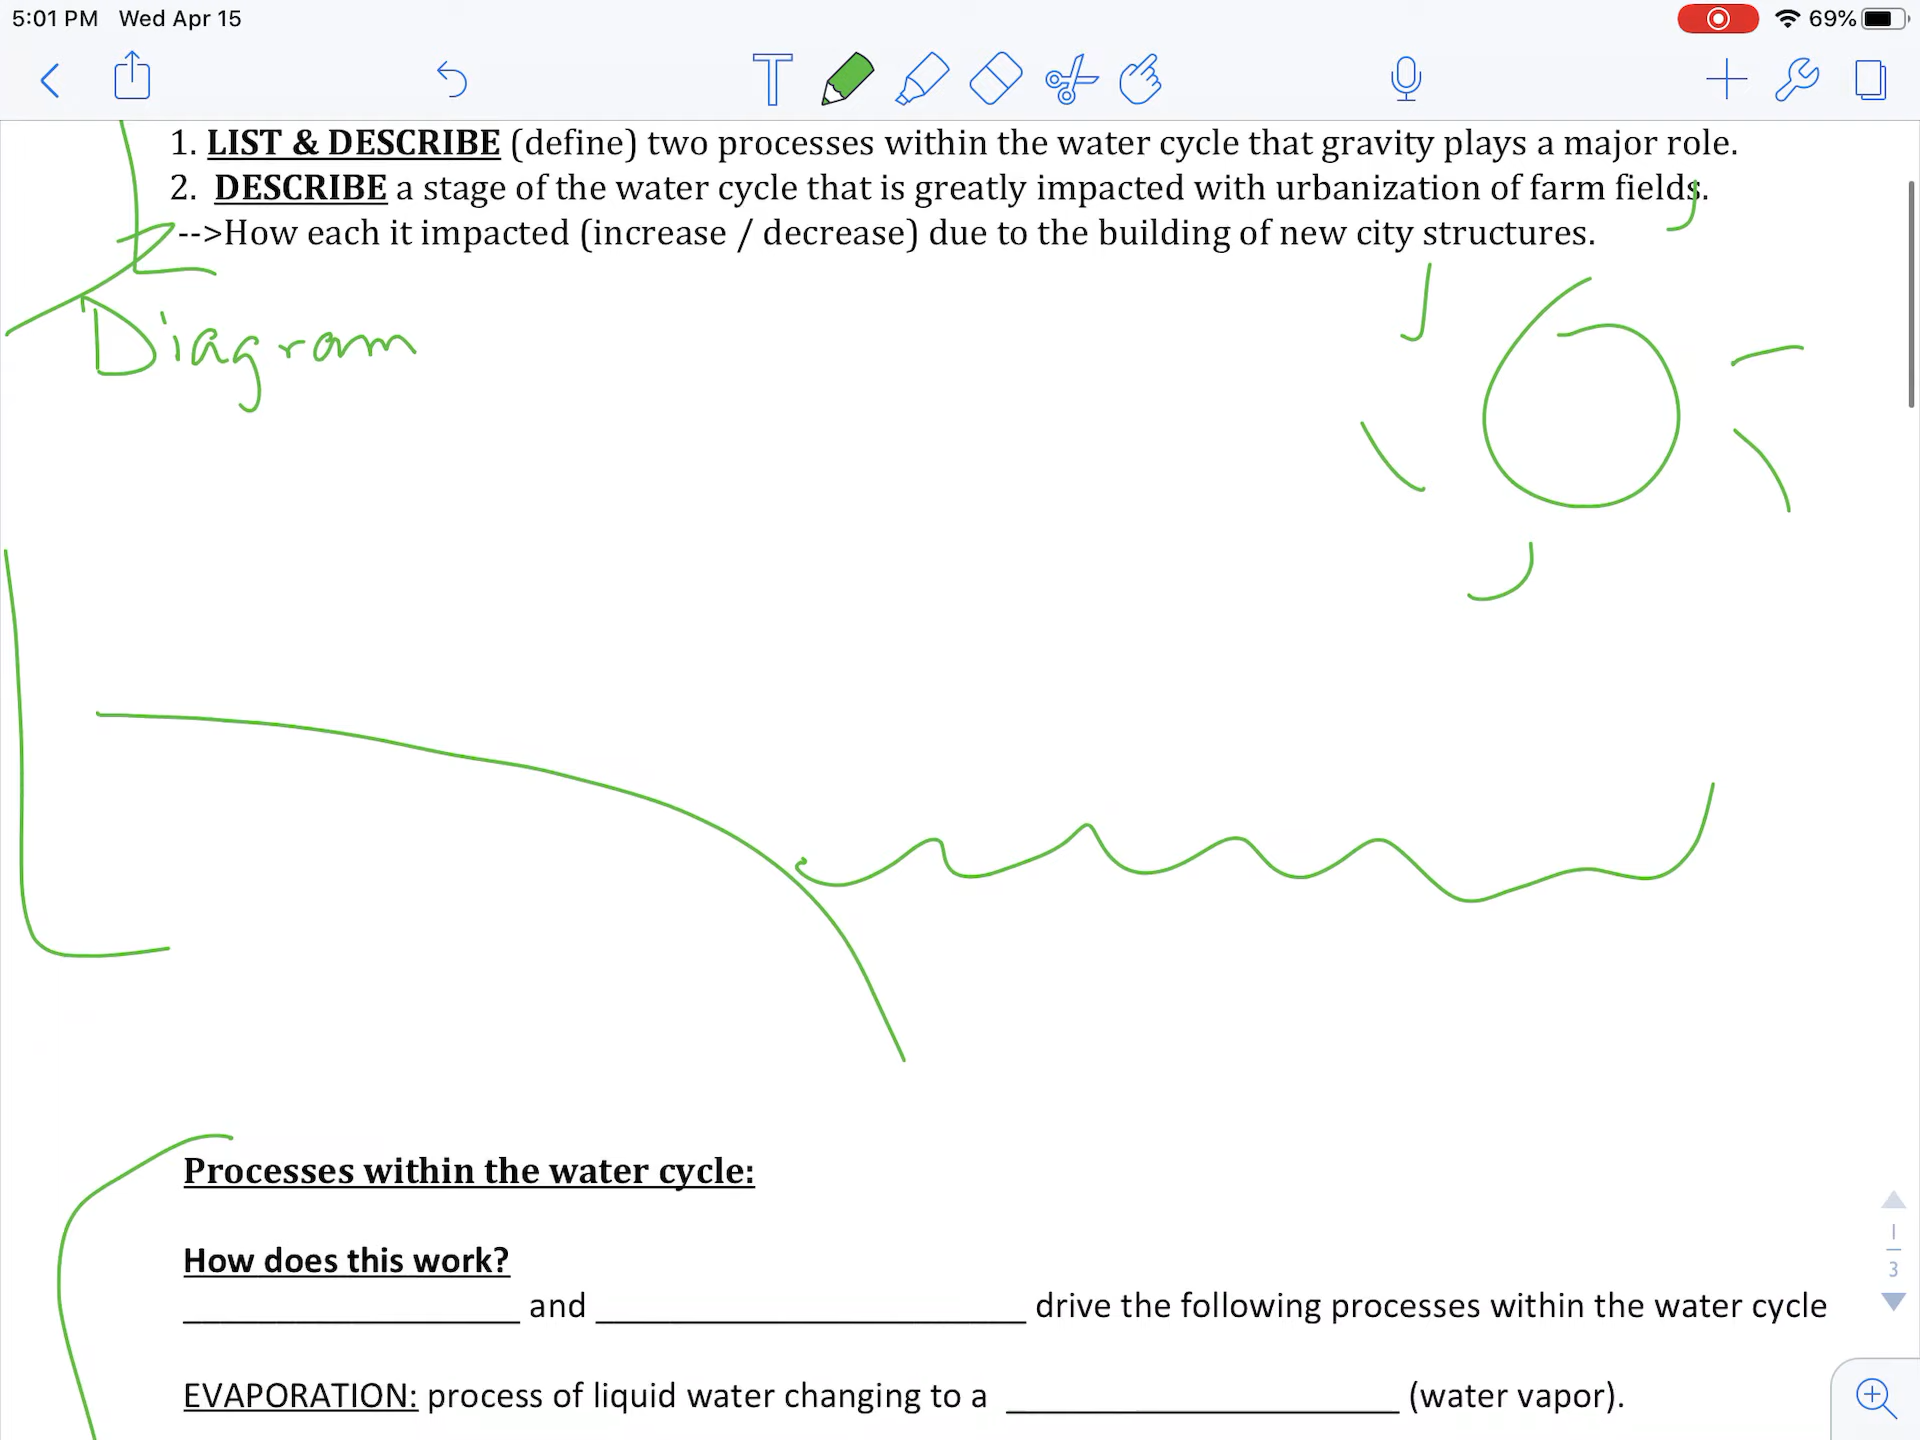 5:01 PM Wed Apr 15 69%
1. LIST & DESCRIBE (define) two processes within the water cycle that gravity plays a major role.
2. DESCRIBE a stage of the water cycle that is greatly impacted with urbanization of farm fields.
-->How each it impacted (increase / decrease) due to the building of new city structures.
Diagram
Processes within the water cycle:
How does this work?
__________________ and _______________________ drive the following processes within the water cycle
EVAPORATION: process of liquid water changing to a _____________________ (water vapor).
1
3